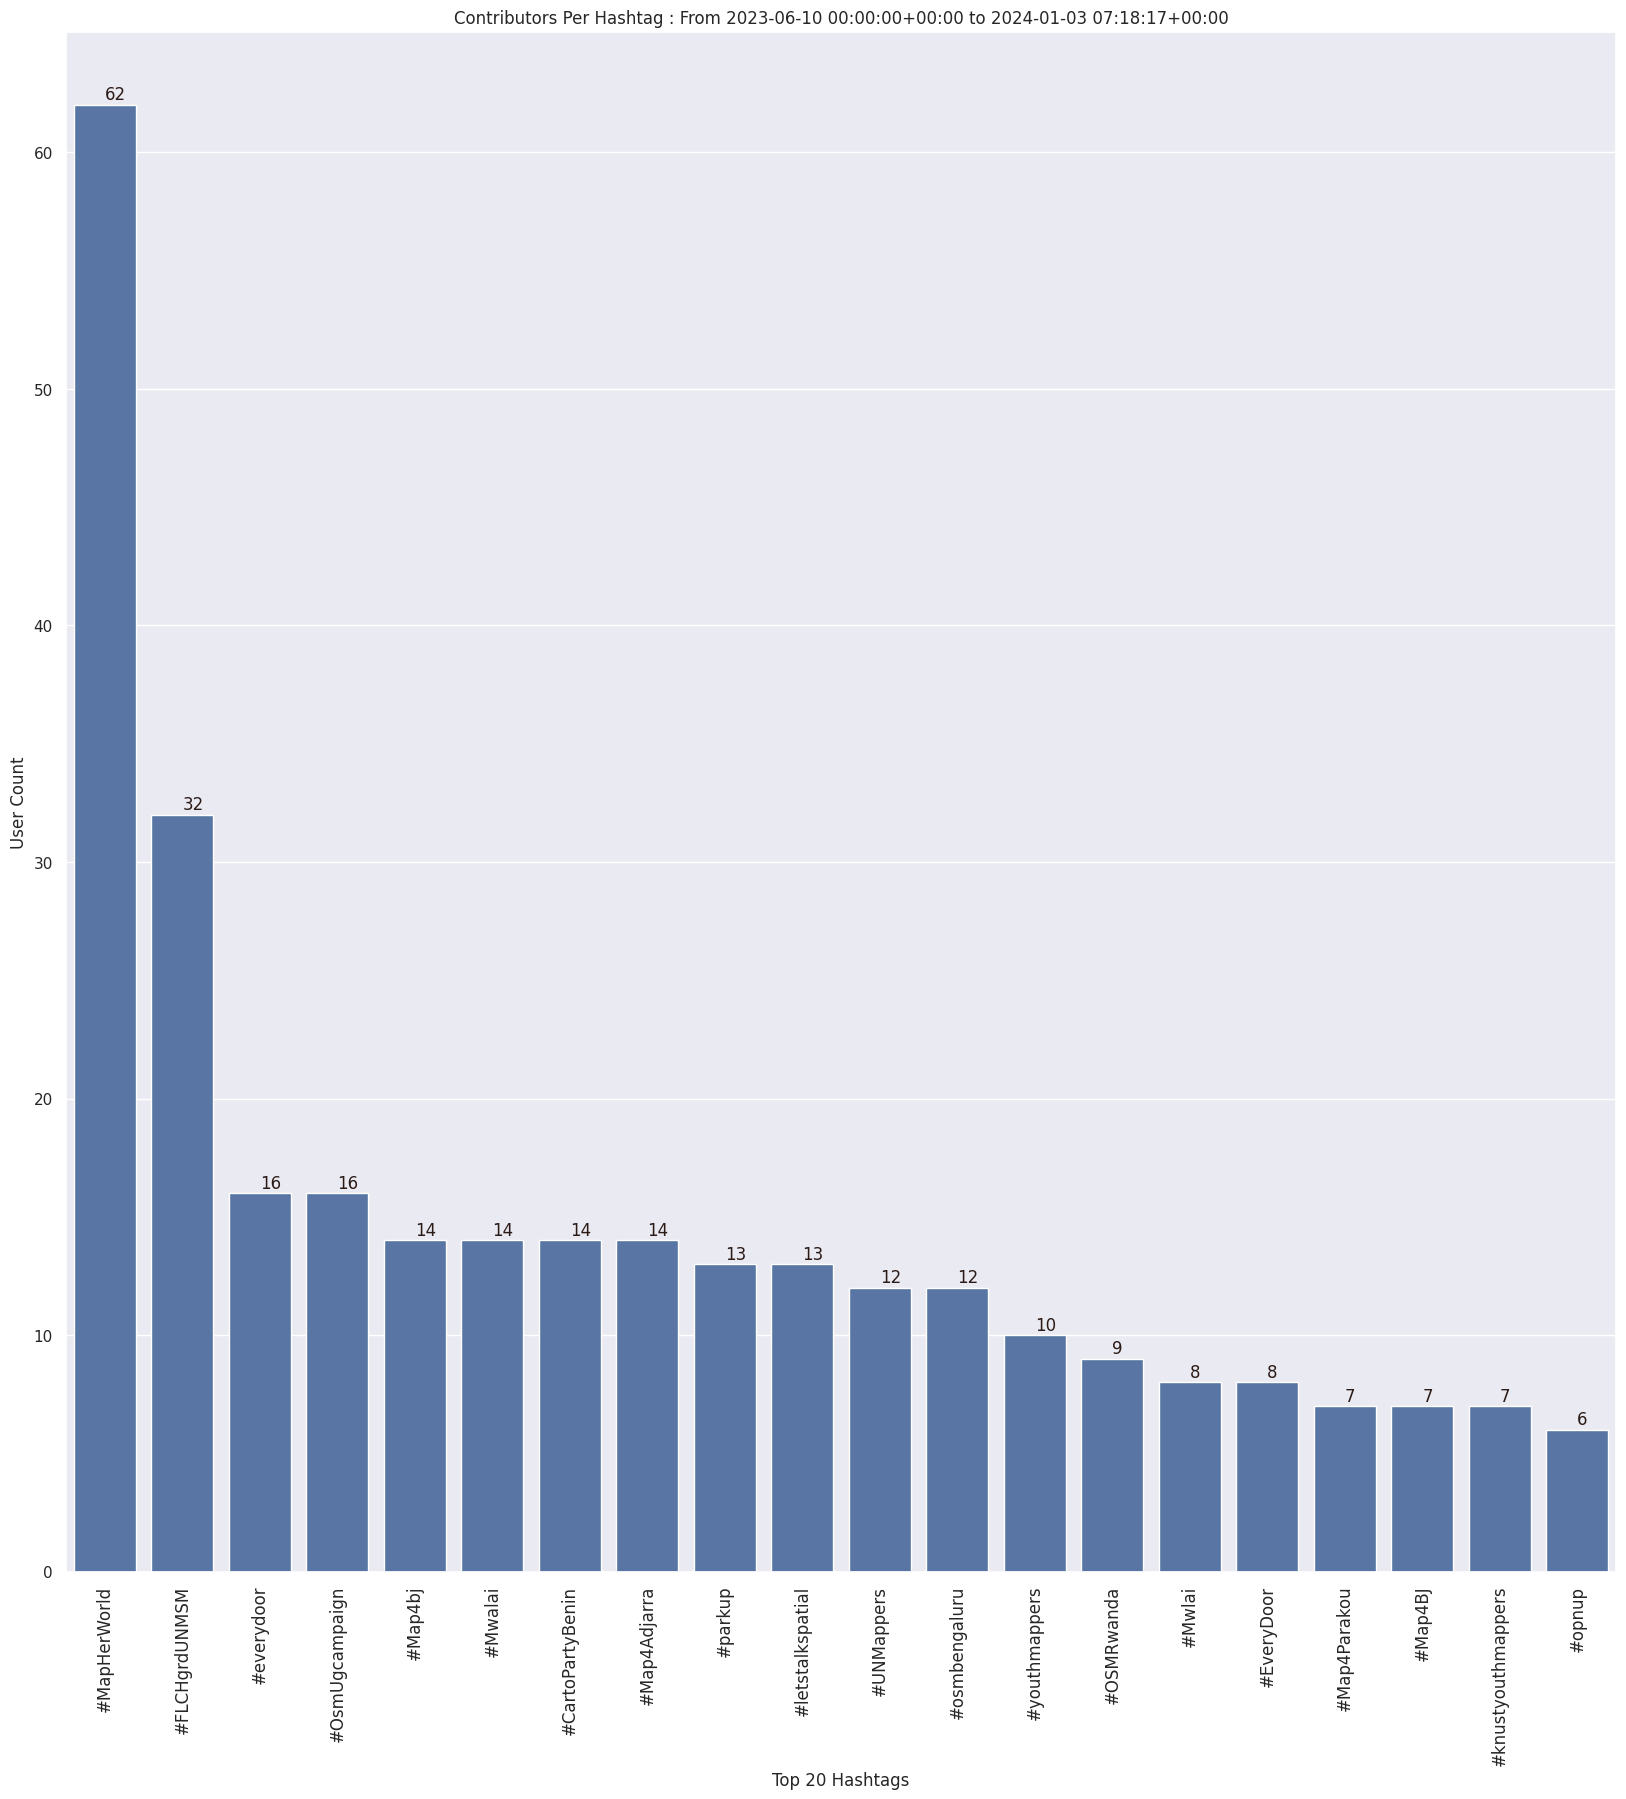 Contributors Per Hashtag : From 2023-06-10 00:00:00+00:00 to 2024-01-03 07:18:17+00:00
User Count
60
50
40
30
20
10
0
62
32
16
16
14
14
14
14
13
13
12
12
10
9
8
8
7
7
7
6
#MapHerWorld
#FLCHgrdUNMSM
#everydoor
#OsmUgcampaign
#Map4bj
#Mwalai
#CartoPartyBenin
#Map4Adjarra
#parkup
#letstalkspatial
#UNMappers
#osmbengaluru
#youthmappers
#OSMRwanda
#Mwlai
#EveryDoor
#Map4Parakou
#Map4BJ
#knustyouthmappers
#opnup
Top 20 Hashtags